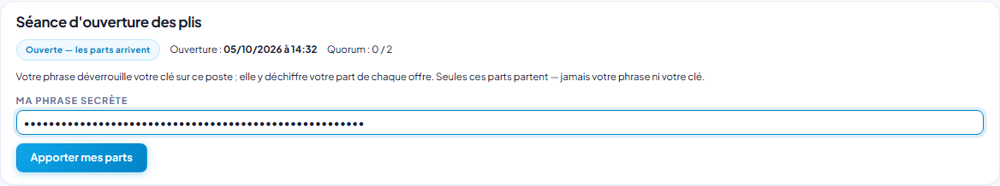 Séance d'ouverture des plis
Ouverte — les parts arrivent Ouverture : 05/10/2026 à 14:32 Quorum : 0 / 2
Votre phrase déverrouille votre clé sur ce poste ; elle y déchiffre votre part de chaque offre. Seules ces parts partent — jamais votre phrase ni votre clé.
MA PHRASE SECRÈTE
•••••••••••••••••••••••••••••••••••••••••••••••••••••••
Apporter mes parts